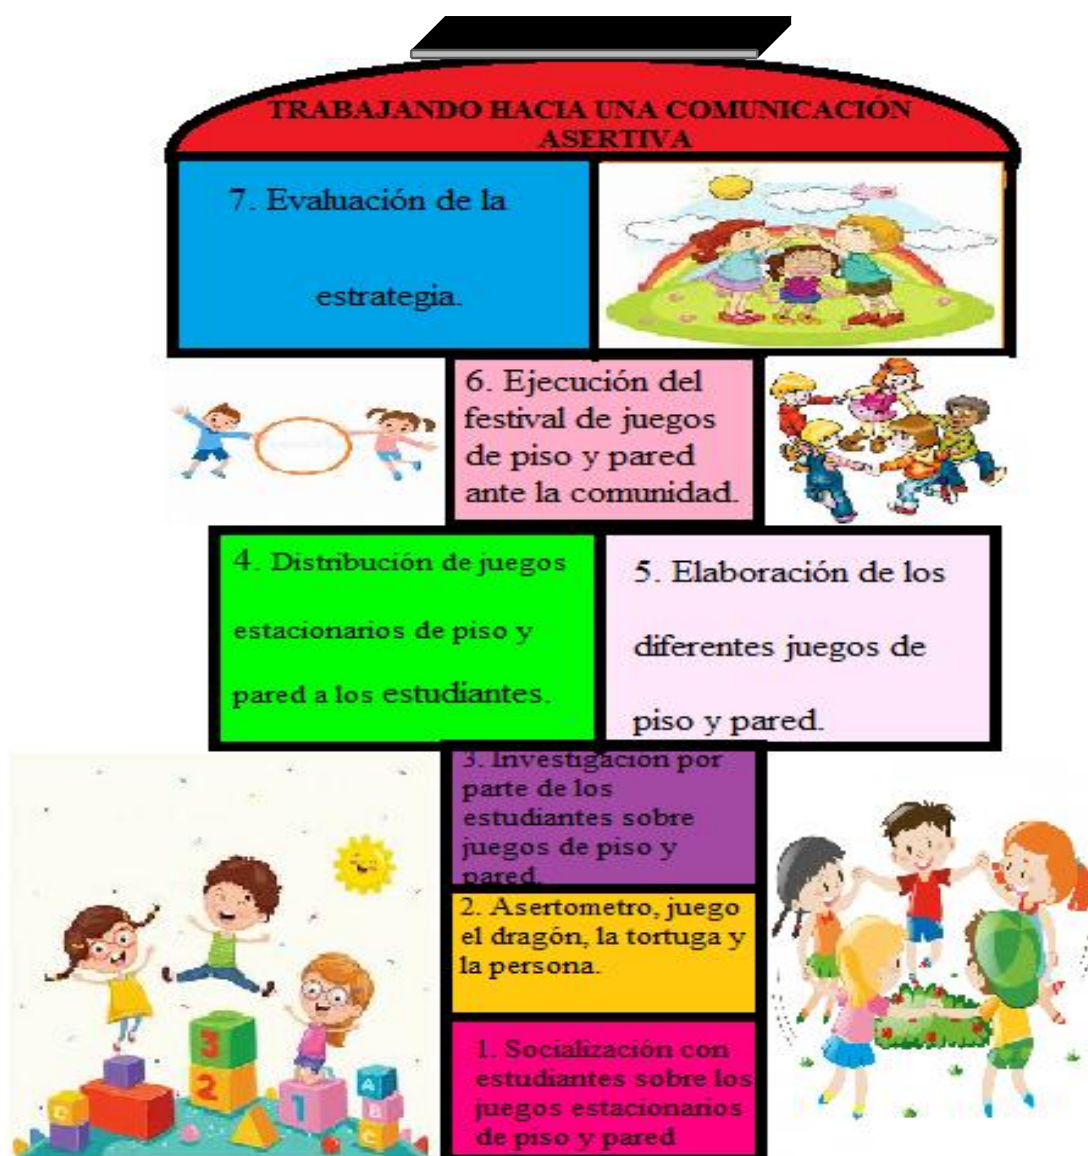 TRABAJANDO HACIA UNA COMUNICACIÓN
ASERTIVA
7. Evaluación de la
estrategia.
6. Ejecución del
festival de juegos
de piso y pared
ante la comunidad.
4. Distribución de juegos
estacionarios de piso y
pared a los estudiantes.
5. Elaboración de los
diferentes juegos de
piso y pared.
3. Investigación por
parte de los
estudiantes sobre
juegos de piso y
pared.
2. Asertometro, juego
el dragón, la tortuga y
la persona.
3
2
1
A
B
C
C
1. Socialización con
estudiantes sobre los
juegos estacionarios
de piso y pared